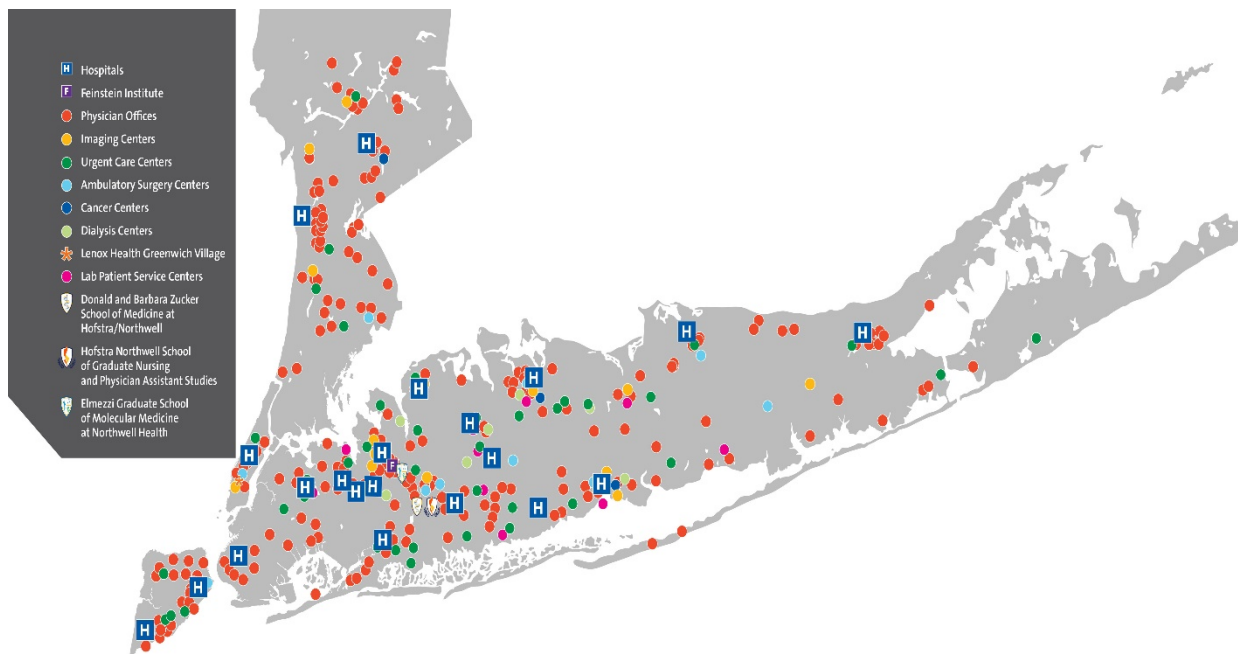 H Hospitals
F Feinstein Institute
Physician Offices
Imaging Centers
Urgent Care Centers
Ambulatory Surgery Centers
Cancer Centers
Dialysis Centers
Lenox Health Greenwich Village
Lab Patient Service Centers
Donald and Barbara Zucker
School of Medicine at
Hofstra/Northwell
Hofstra Northwell School
of Graduate Nursing
and Physician Assistant Studies
Elmezzi Graduate School
of Molecular Medicine
at Northwell Health
H
H
H
H
H
H
H
H
H
H
F
H
H
H
H
H
H
H
H
H
H
H